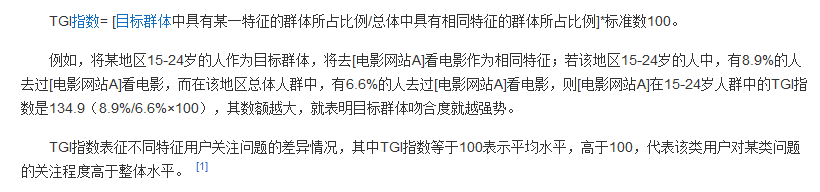 TGI指数= [目标群体中具有某一特征的群体所占比例/总体中具有相同特征的群体所占比例]*标准数100。
例如，将某地区15-24岁的人作为目标群体，将去[电影网站A]看电影作为相同特征；若该地区15-24岁的人中，有8.9%的人
去过[电影网站A]看电影，而在该地区总体人群中，有6.6%的人去过[电影网站A]看电影，则[电影网站A]在15-24岁人群中的TGI指
数是134.9（8.9%/6.6%×100），其数额越大，就表明目标群体吻合度就越强势。
TGI指数表征不同特征用户关注问题的差异情况，其中TGI指数等于100表示平均水平，高于100，代表该类用户对某类问题
的关注程度高于整体水平。 [1]